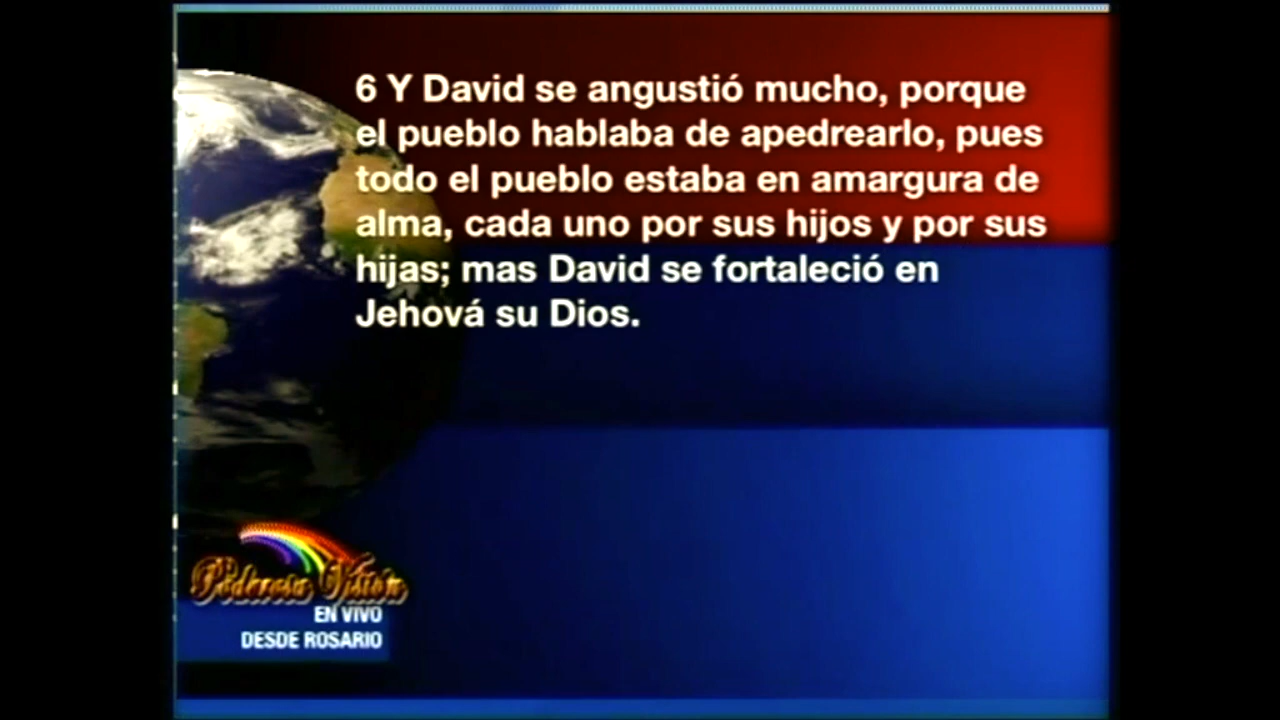 6 Y David se angustió mucho, porque
el pueblo hablaba de apedrearlo, pues
todo el pueblo estaba en amargura de
alma, cada uno por sus hijos y por sus
hijas; mas David se fortaleció en
Jehová su Dios.
Poderosa Visión
EN VIVO
DESDE ROSARIO